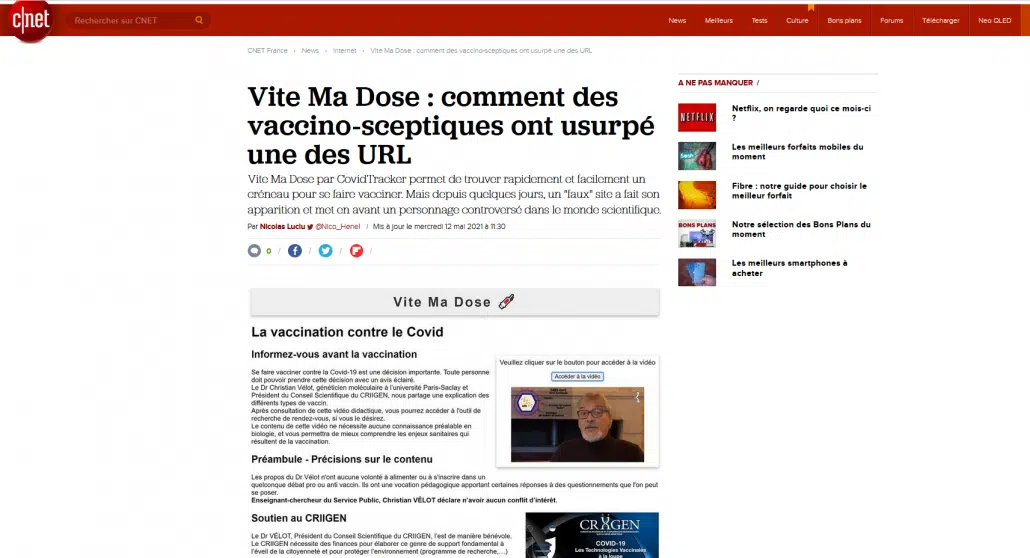 c|net
Rechercher sur CNET
News
Meilleurs
Tests
Culture
Bons plans
Forums
Télécharger
Neo QLED
CNET France › News › Internet › Vite Ma Dose : comment des vaccino-sceptiques ont usurpé une des URL
Vite Ma Dose : comment des
vaccino-sceptiques ont usurpé
une des URL
Vite Ma Dose par CovidTracker permet de trouver rapidement et facilement un
créneau pour se faire vacciner. Mais depuis quelques jours, un "faux" site a fait son
apparition et met en avant un personnage controversé dans le monde scientifique.
Par Nicolas Luciu @Nico_Henel / Mis à jour le mercredi 12 mai 2021 à 11:30
0 / / / /
Vite Ma Dose
La vaccination contre le Covid
Informez-vous avant la vaccination
Se faire vacciner contre la Covid-19 est une décision importante. Toute personne
doit pouvoir prendre cette décision avec un avis éclairé.
Le Dr Christian Vélot, généticien moléculaire à l'université Paris-Saclay et
Président du Conseil Scientifique du CRIIGEN, nous partage une explication des
différents types de vaccin.
Après consultation de cette vidéo didactique, vous pourrez accéder à l'outil de
recherche de rendez-vous, si vous le désirez.
Le contenu de cette vidéo ne nécessite aucune connaissance préalable en
biologie, et vous permettra de mieux comprendre les enjeux sanitaires qui
résultent de la vaccination.
Veuillez cliquer sur le bouton pour accéder à la vidéo
Accéder à la vidéo
Préambule - Précisions sur le contenu
Les propos du Dr Vélot n'ont aucune volonté à alimenter ou à s'inscrire dans un
quelconque débat pro ou anti vaccin. Ils ont une vocation pédagogique apportant certaines réponses à des questionnements que l'on peut
se poser.
Enseignant-chercheur du Service Public, Christian VÉLOT déclare n'avoir aucun conflit d'intérêt.
Soutien au CRIIGEN
Le Dr VÉLOT, Président du Conseil Scientifique du CRIIGEN, l'est de manière bénévole.
Le CRIIGEN nécessite des finances pour élaborer ce genre de support fondamental à
l'éveil de la citoyenneté et pour protéger l'environnement (programme de recherche,...)
CRIIGEN
COVID-19
Les Technologies Vaccinales
à la loupe
A NE PAS MANQUER /
NETFLIX
Netflix, on regarde quoi ce mois-ci
?
Les meilleurs forfaits mobiles du
moment
Fibre : notre guide pour choisir le
meilleur forfait
BONS PLANS
Notre sélection des Bons Plans du
moment
Les meilleurs smartphones à
acheter